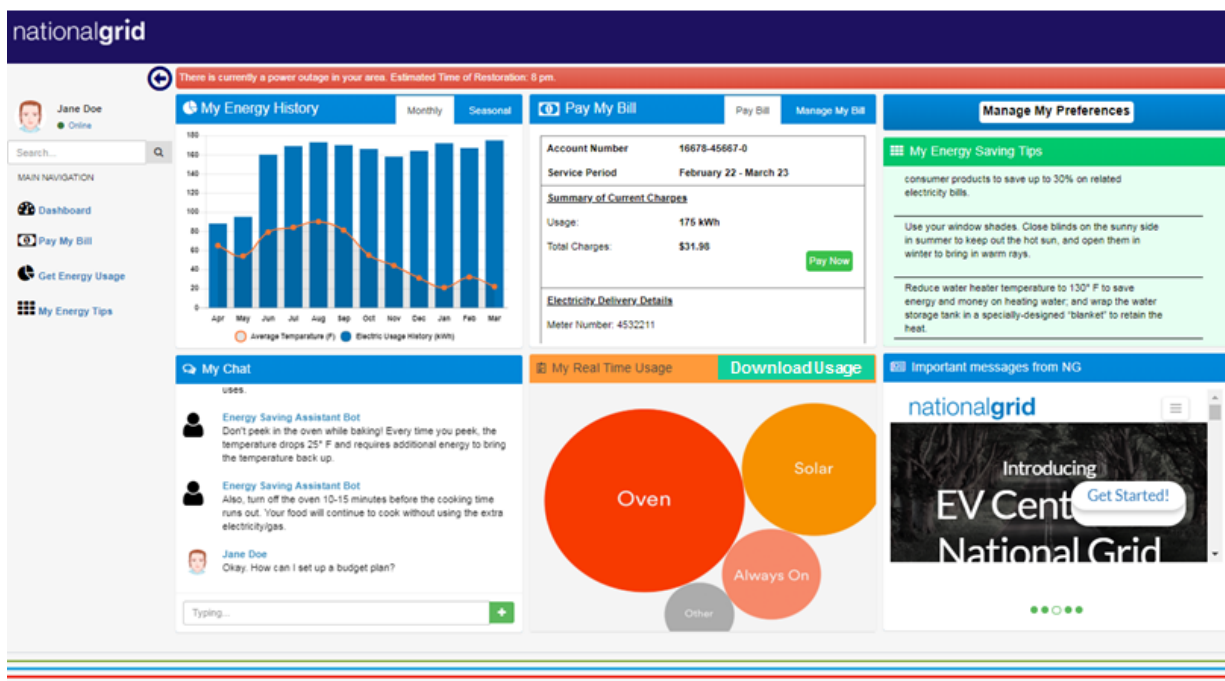 nationalgrid
There is currently a power outage in your area. Estimated Time of Restoration: 6 pm.
Jane Doe
Online
Search...
MAIN NAVIGATION
Dashboard
Pay My Bill
Get Energy Usage
My Energy Tips
My Energy History
Monthly
Seasonal
180
160
140
120
100
80
60
40
20
0
Apr May Jun Jul Aug Sep Oct Nov Dec Jan Feb Mar
Average Temparature (F) Electric Usage History (kWh)
Pay My Bill
Pay Bill
Manage My Bill
Account Number 16678-45667-0
Service Period February 22 - March 23
Summary of Current Charges
Usage: 175 kWh
Total Charges: $31.98
Pay Now
Electricity Delivery Details
Meter Number: 4532211
Manage My Preferences
My Energy Saving Tips
consumer products to save up to 30% on related
electricity bills.
Use your window shades. Close blinds on the sunny side
in summer to keep out the hot sun, and open them in
winter to bring in warm rays.
Reduce water heater temperature to 130° F to save
energy and money on heating water; and wrap the water
storage tank in a specially-designed "blanket" to retain the
heat.
My Chat
uses.
Energy Saving Assistant Bot
Don't peek in the oven while baking! Every time you peek, the
temperature drops 25° F and requires additional energy to bring
the temperature back up.
Energy Saving Assistant Bot
Also, turn off the oven 10-15 minutes before the cooking time
runs out. Your food will continue to cook without using the extra
electricity/gas.
Jane Doe
Okay. How can I set up a budget plan?
Typing...
My Real Time Usage
Download Usage
Oven
Solar
Always On
Other
Important messages from NG
nationalgrid
Introducing
EV Cent
Get Started!
National Grid